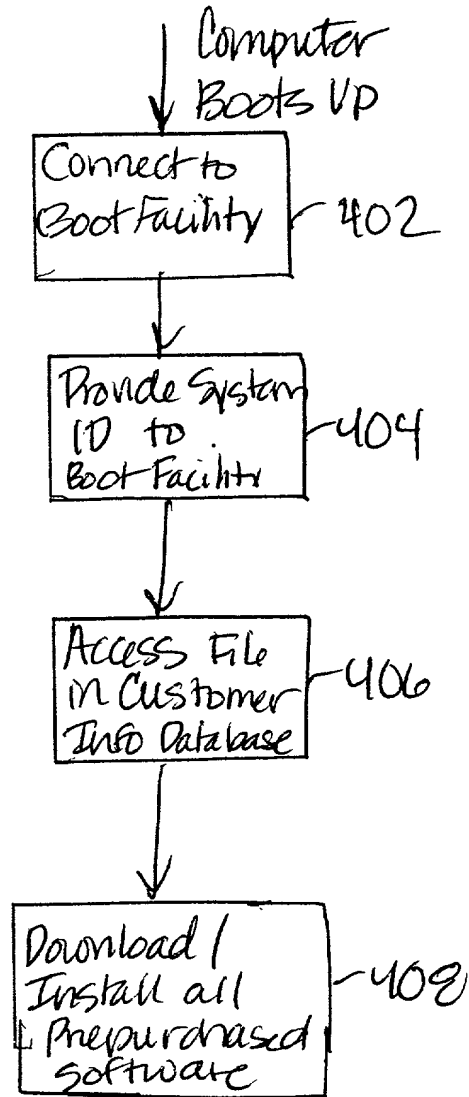 Computer
Boots Up
Connect to
Boot Facility
402
Provide System
ID to
Boot Facility
404
Access File
in Customer
Info Database
406
Download /
Install all
Prepurchased
software
408